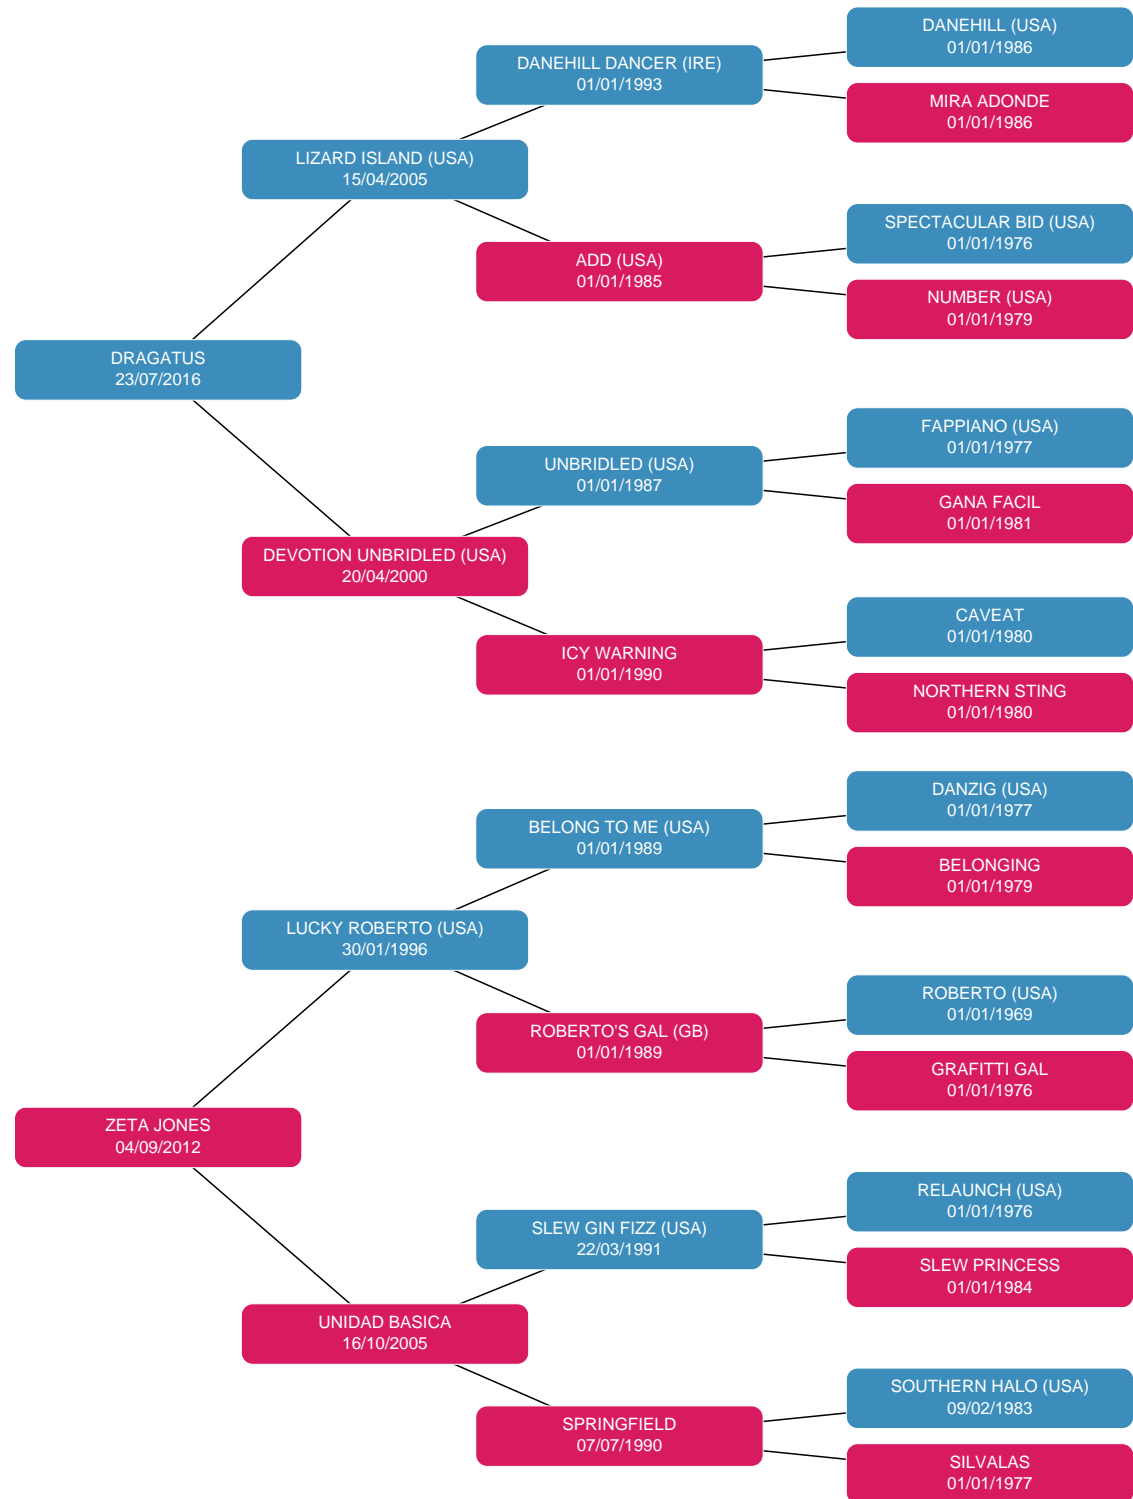 DANEHILL (USA)
01/01/1986
DANEHILL DANCER (IRE)
01/01/1993
MIRA ADONDE
01/01/1986
LIZARD ISLAND (USA)
15/04/2005
SPECTACULAR BID (USA)
01/01/1976
ADD (USA)
01/01/1985
NUMBER (USA)
01/01/1979
DRAGATUS
23/07/2016
FAPPIANO (USA)
01/01/1977
UNBRIDLED (USA)
01/01/1987
GANA FACIL
01/01/1981
DEVOTION UNBRIDLED (USA)
20/04/2000
CAVEAT
01/01/1980
ICY WARNING
01/01/1990
NORTHERN STING
01/01/1980
DANZIG (USA)
01/01/1977
BELONG TO ME (USA)
01/01/1989
BELONGING
01/01/1979
LUCKY ROBERTO (USA)
30/01/1996
ROBERTO (USA)
01/01/1969
ROBERTO'S GAL (GB)
01/01/1989
GRAFITTI GAL
01/01/1976
ZETA JONES
04/09/2012
RELAUNCH (USA)
01/01/1976
SLEW GIN FIZZ (USA)
22/03/1991
SLEW PRINCESS
01/01/1984
UNIDAD BASICA
16/10/2005
SOUTHERN HALO (USA)
09/02/1983
SPRINGFIELD
07/07/1990
SILVALAS
01/01/1977